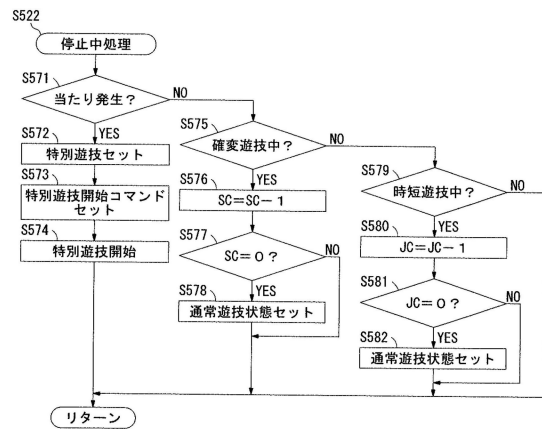 S522
停止中処理
S571
当たり発生？
NO
YES
S572
特別遊技セット
S573
特別遊技開始コマンド
セット
S574
特別遊技開始
S575
確変遊技中？
NO
YES
S576
SC＝SC－1
S577
SC＝0？
NO
YES
S578
通常遊技状態セット
S579
時短遊技中？
NO
YES
S580
JC＝JC－1
S581
JC＝0？
NO
YES
S582
通常遊技状態セット
リターン